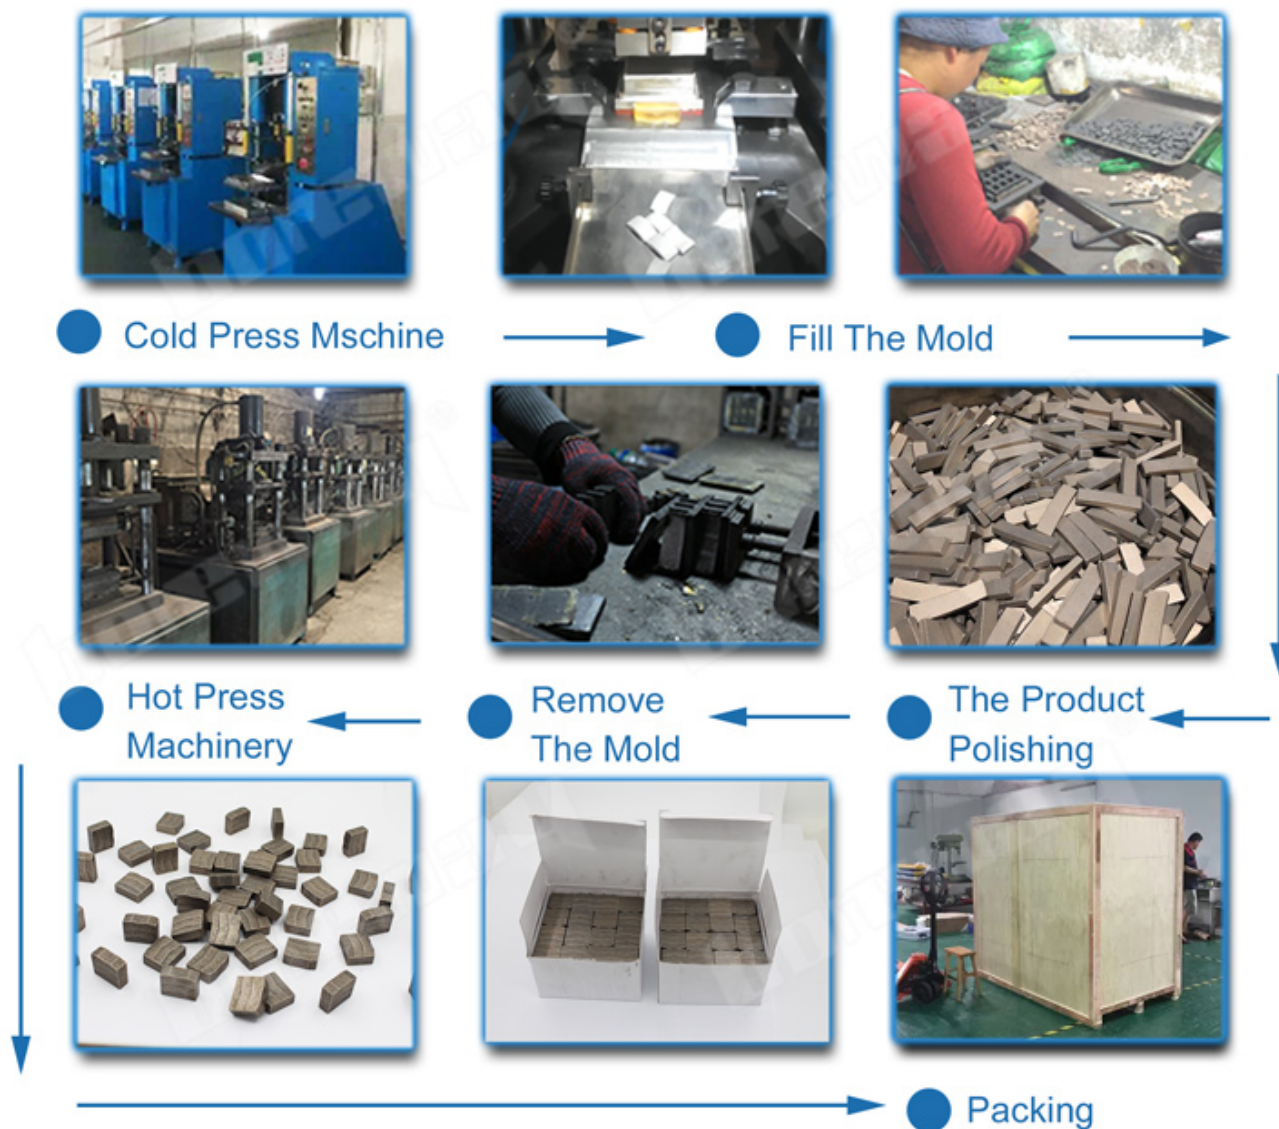 Cold Press Mschine
Fill The Mold
Hot Press
Machinery
Remove
The Mold
The Product
Polishing
Packing